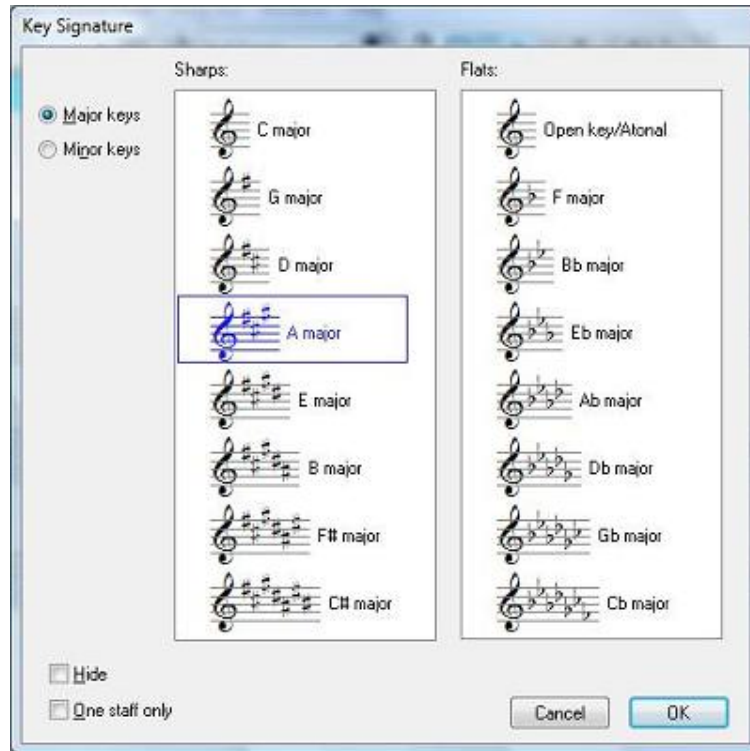 Key Signature
Sharps:
Flats:
Major keys
Minor keys
C major
G major
D major
A major
E major
B major
F# major
C# major
Open key/Atonal
F major
Bb major
Eb major
Ab major
Db major
Gb major
Cb major
Hide
One staff only
Cancel
OK